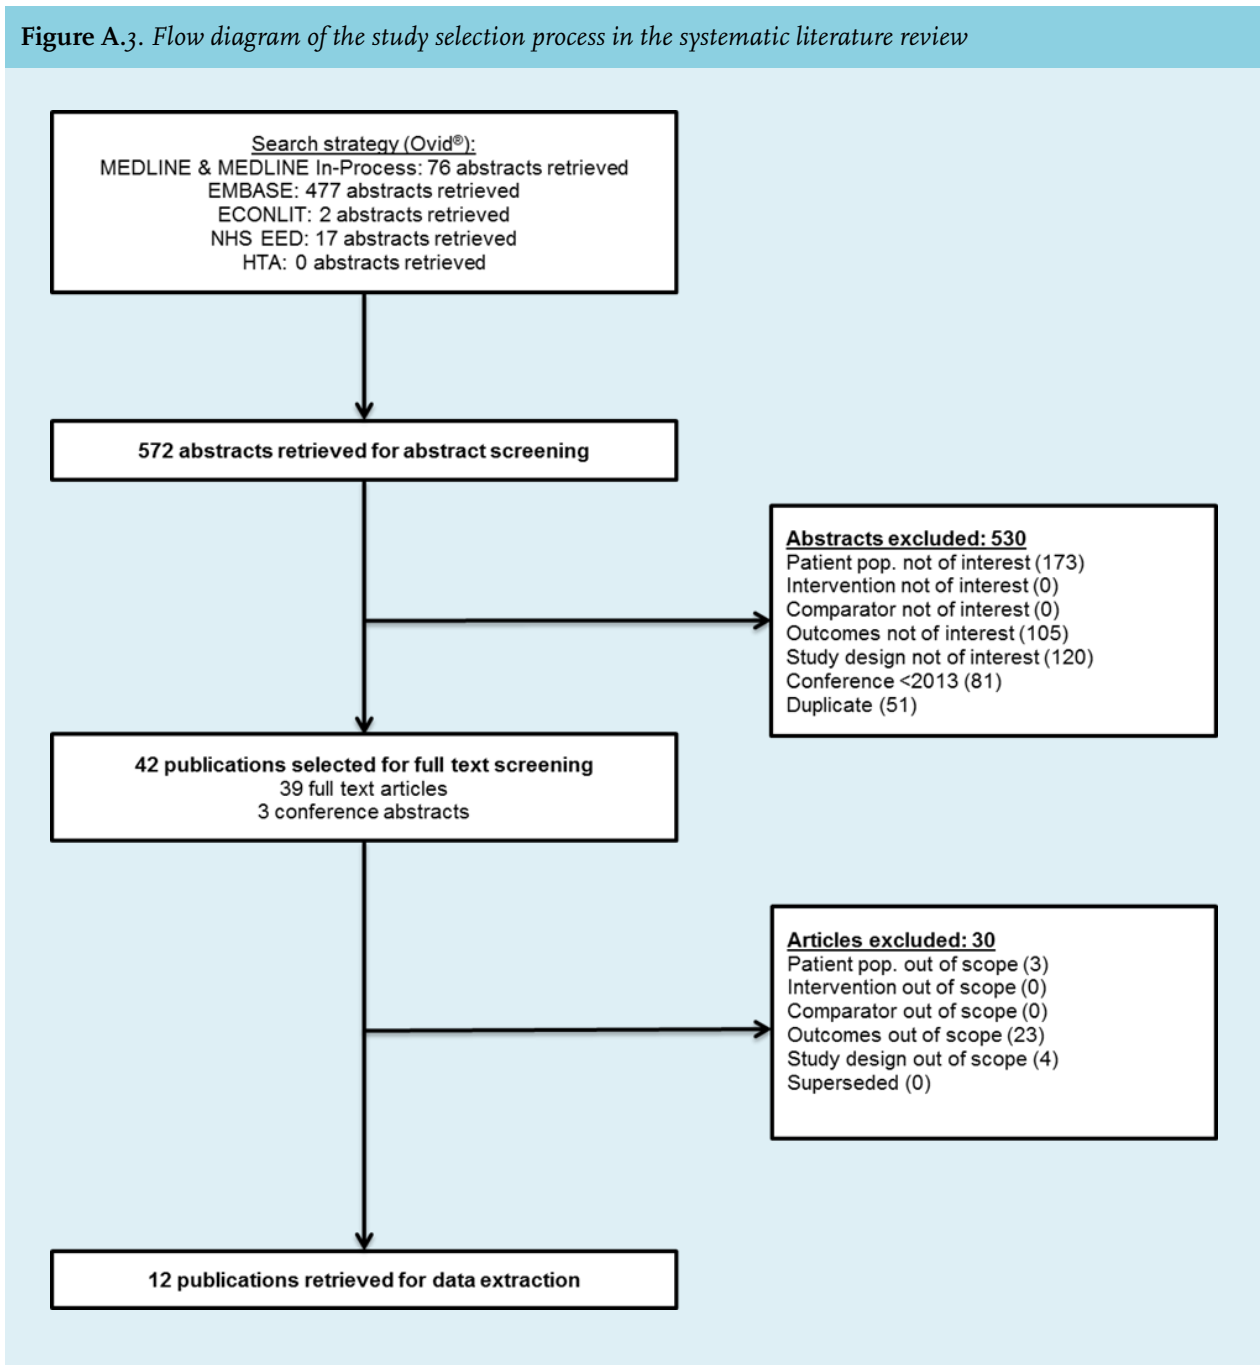 Figure A.3. Flow diagram of the study selection process in the systematic literature review
Search strategy (Ovid®):
MEDLINE & MEDLINE In-Process: 76 abstracts retrieved
EMBASE: 477 abstracts retrieved
ECONLIT: 2 abstracts retrieved
NHS EED: 17 abstracts retrieved
HTA: 0 abstracts retrieved
572 abstracts retrieved for abstract screening
Abstracts excluded: 530
Patient pop. not of interest (173)
Intervention not of interest (0)
Comparator not of interest (0)
Outcomes not of interest (105)
Study design not of interest (120)
Conference <2013 (81)
Duplicate (51)
42 publications selected for full text screening
39 full text articles
3 conference abstracts
Articles excluded: 30
Patient pop. out of scope (3)
Intervention out of scope (0)
Comparator out of scope (0)
Outcomes out of scope (23)
Study design out of scope (4)
Superseded (0)
12 publications retrieved for data extraction